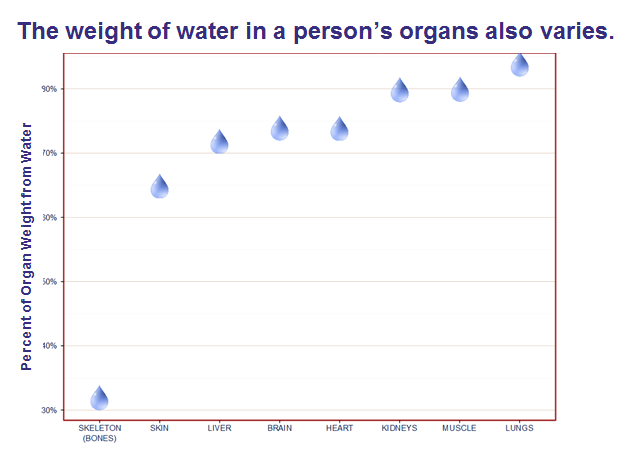 The weight of water in a person's organs also varies.
Percent of Organ Weight from Water
70%
50%
40%
30%
SKELETON
(BONES)
SKIN
LIVER
BRAIN
HEART
KIDNEYS
MUSCLE
LUNGS